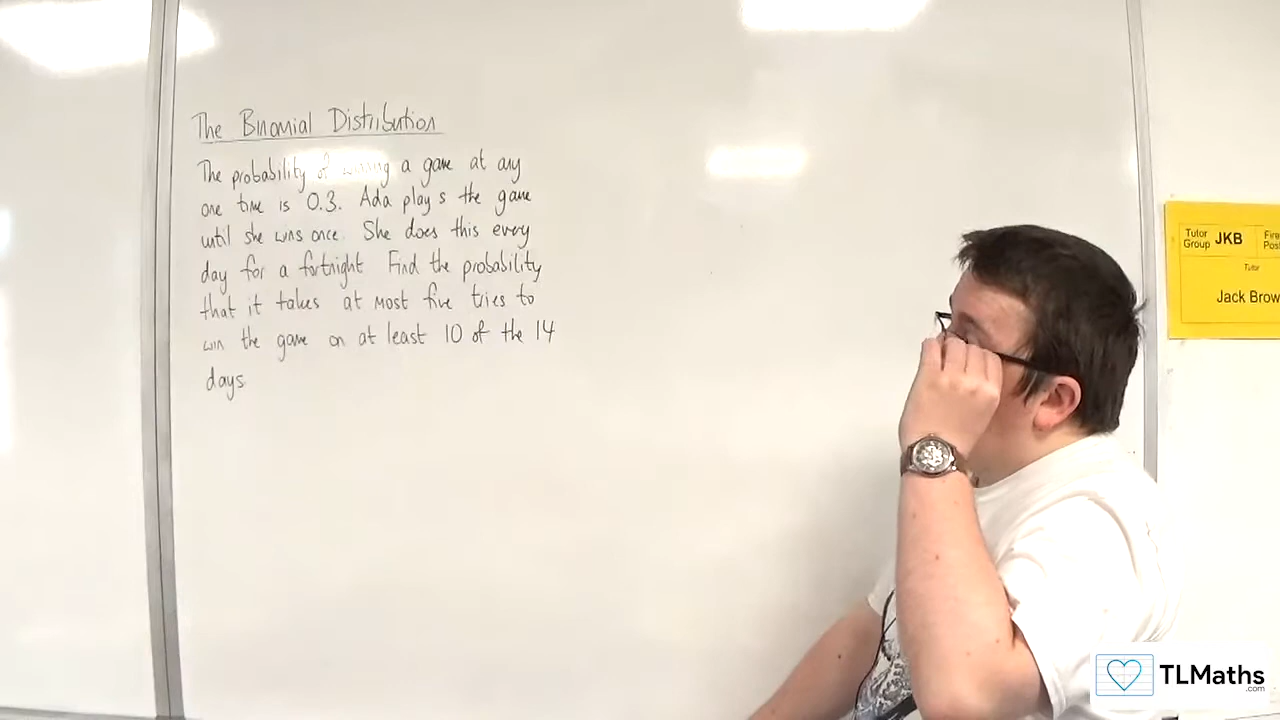 The Binomial Distribution
The probability of winning a game at any
one time is 0.3. Ada plays the game
until she wins once. She does this every
day for a fortnight Find the probability
that it takes at most five tries to
win the game on at least 10 of the 14
days.
Tutor
Group JKB
Fire
Tutor
Jack Brow
TLMaths
.com